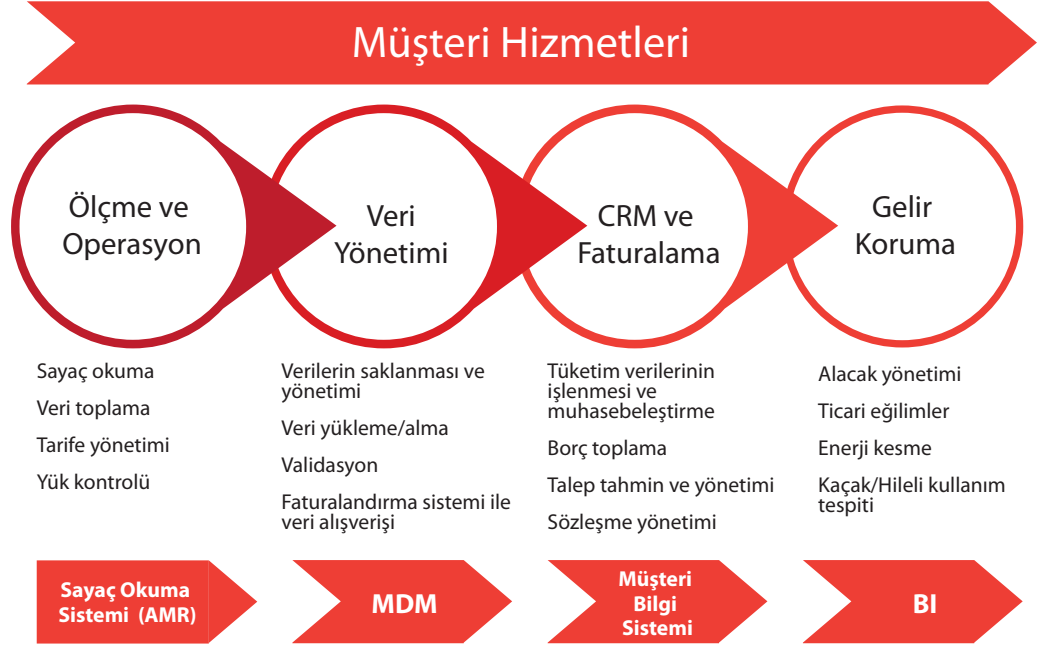 Müşteri Hizmetleri
Ölçme ve
Operasyon
Veri
Yönetimi
CRM ve
Faturalama
Gelir
Koruma
Sayaç okuma
Veri toplama
Tarife yönetimi
Yük kontrolü
Verilerin saklanması ve
yönetimi
Veri yükleme/alma
Validasyon
Faturalandırma sistemi ile
veri alışverişi
Tüketim verilerinin
işlenmesi ve
muhasebeleştirme
Borç toplama
Talep tahmin ve yönetimi
Sözleşme yönetimi
Alacak yönetimi
Ticari eğilimler
Enerji kesme
Kaçak/Hileli kullanım
tespiti
Sayaç Okuma
Sistemi (AMR)
MDM
Müşteri
Bilgi
Sistemi
BI